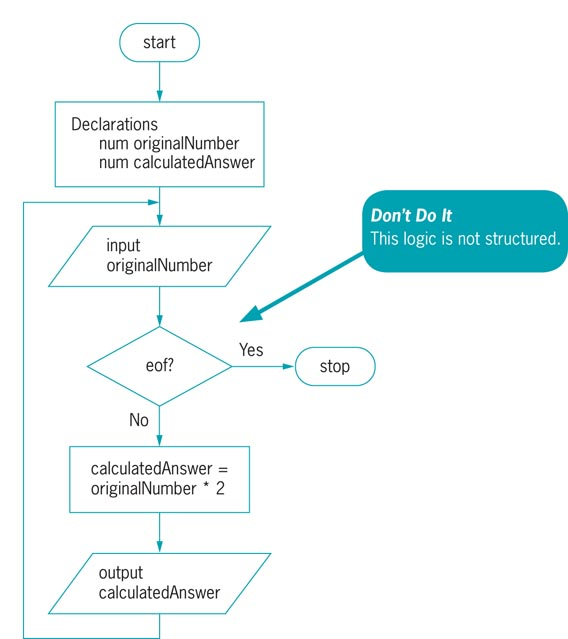 start
Declarations
num originalNumber
num calculatedAnswer
Don't Do It
This logic is not structured.
input
originalNumber
eof?
Yes
stop
No
calculatedAnswer =
originalNumber * 2
output
calculatedAnswer